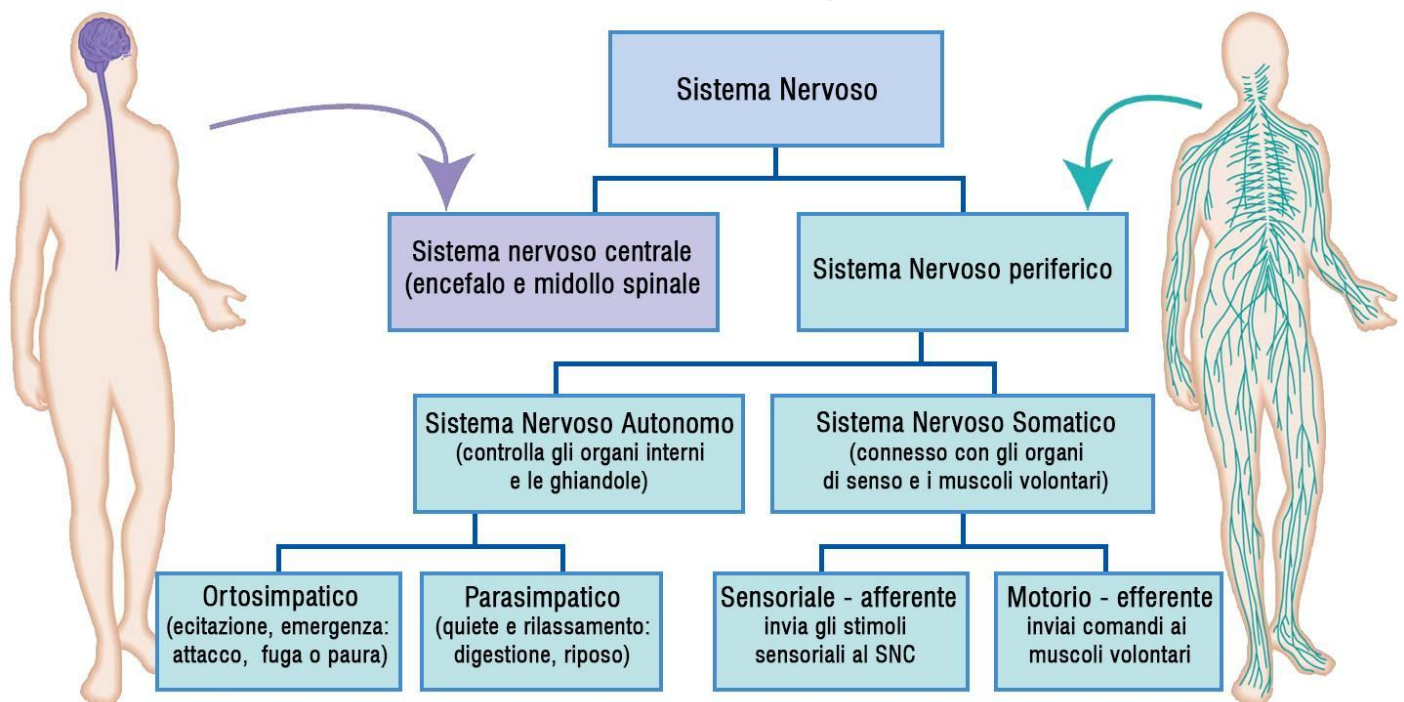 Sistema Nervoso
Sistema nervoso centrale
(encefalo e midollo spinale
Sistema Nervoso periferico
Sistema Nervoso Autonomo
(controlla gli organi interni
e le ghiandole)
Sistema Nervoso Somatico
(connesso con gli organi
di senso e i muscoli volontari)
Ortosimpatico
(ecitazione, emergenza:
attacco, fuga o paura)
Parasimpatico
(quiete e rilassamento:
digestione, riposo)
Sensoriale - afferente
invia gli stimoli
sensoriali al SNC
Motorio - efferente
inviai comandi ai
muscoli volontari